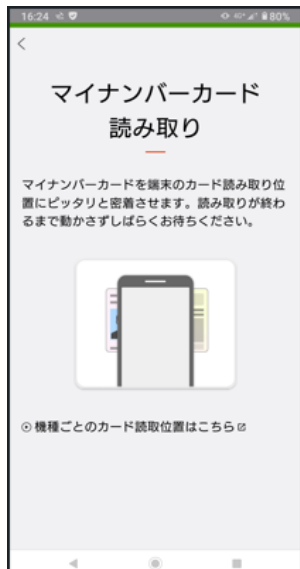 16:24
80%
マイナンバーカード
読み取り
マイナンバーカードを端末のカード読み取り位
置にピッタリと密着させます。読み取りが終わ
るまで動かさずしばらくお待ちください。
機種ごとのカード読取位置はこちら